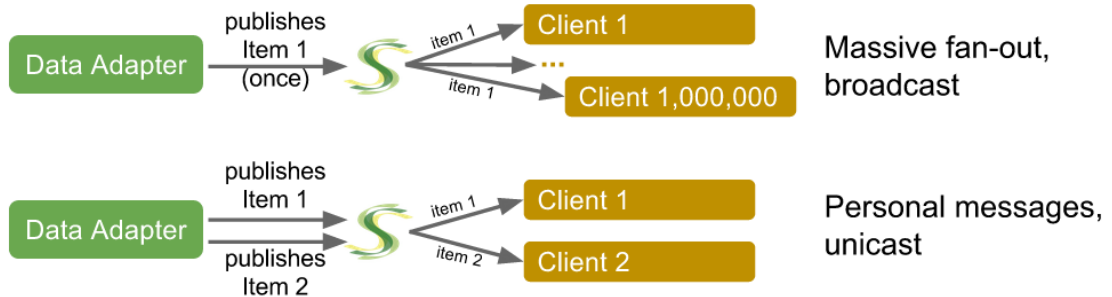 publishes
Item 1
(once)
Data Adapter
item 1
item 1
Client 1
...
Client 1,000,000
Massive fan-out,
broadcast
publishes
Item 1
Data Adapter
publishes
Item 2
item 1
item 2
Client 1
Client 2
Personal messages,
unicast